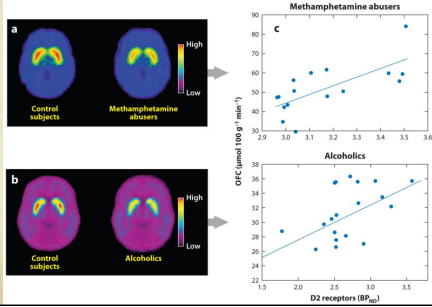 a
High
Low
Control
subjects
Methamphetamine
abusers
b
High
Low
Control
subjects
Alcoholics
Methamphetamine abusers
c
90
80
70
60
50
40
30
2.9 3.0 3.1 3.2 3.3 3.4 3.5 3.6
OFC (µmol 100 g⁻¹ min⁻¹)
Alcoholics
38
36
34
32
30
28
26
24
22
1.5 2.0 2.5 3.0 3.5
D2 receptors (BP_ND)